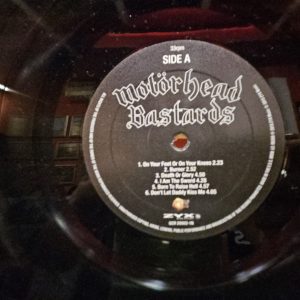 33rpm
SIDE A
Motörhead
Bastards
1. On Your Feet Or On Your Knees 2.23
2. Burner 2.57
3. Death Or Glory 4.50
4. I Am The Sword 4.35
5. Born To Raise Hell 4.57
6. Don't Let Daddy Kiss Me 4.05
ZYX